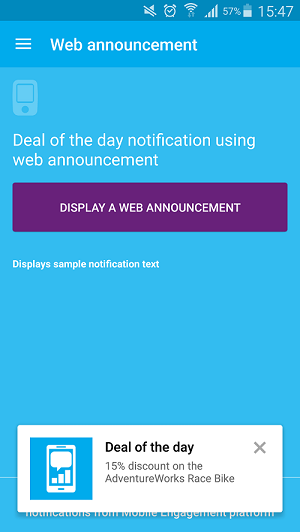 57% 15:47
Web announcement
Deal of the day notification using
web announcement
DISPLAY A WEB ANNOUNCEMENT
Displays sample notification text
Deal of the day
15% discount on the
AdventureWorks Race Bike
notifications from Mobile Engagement platform